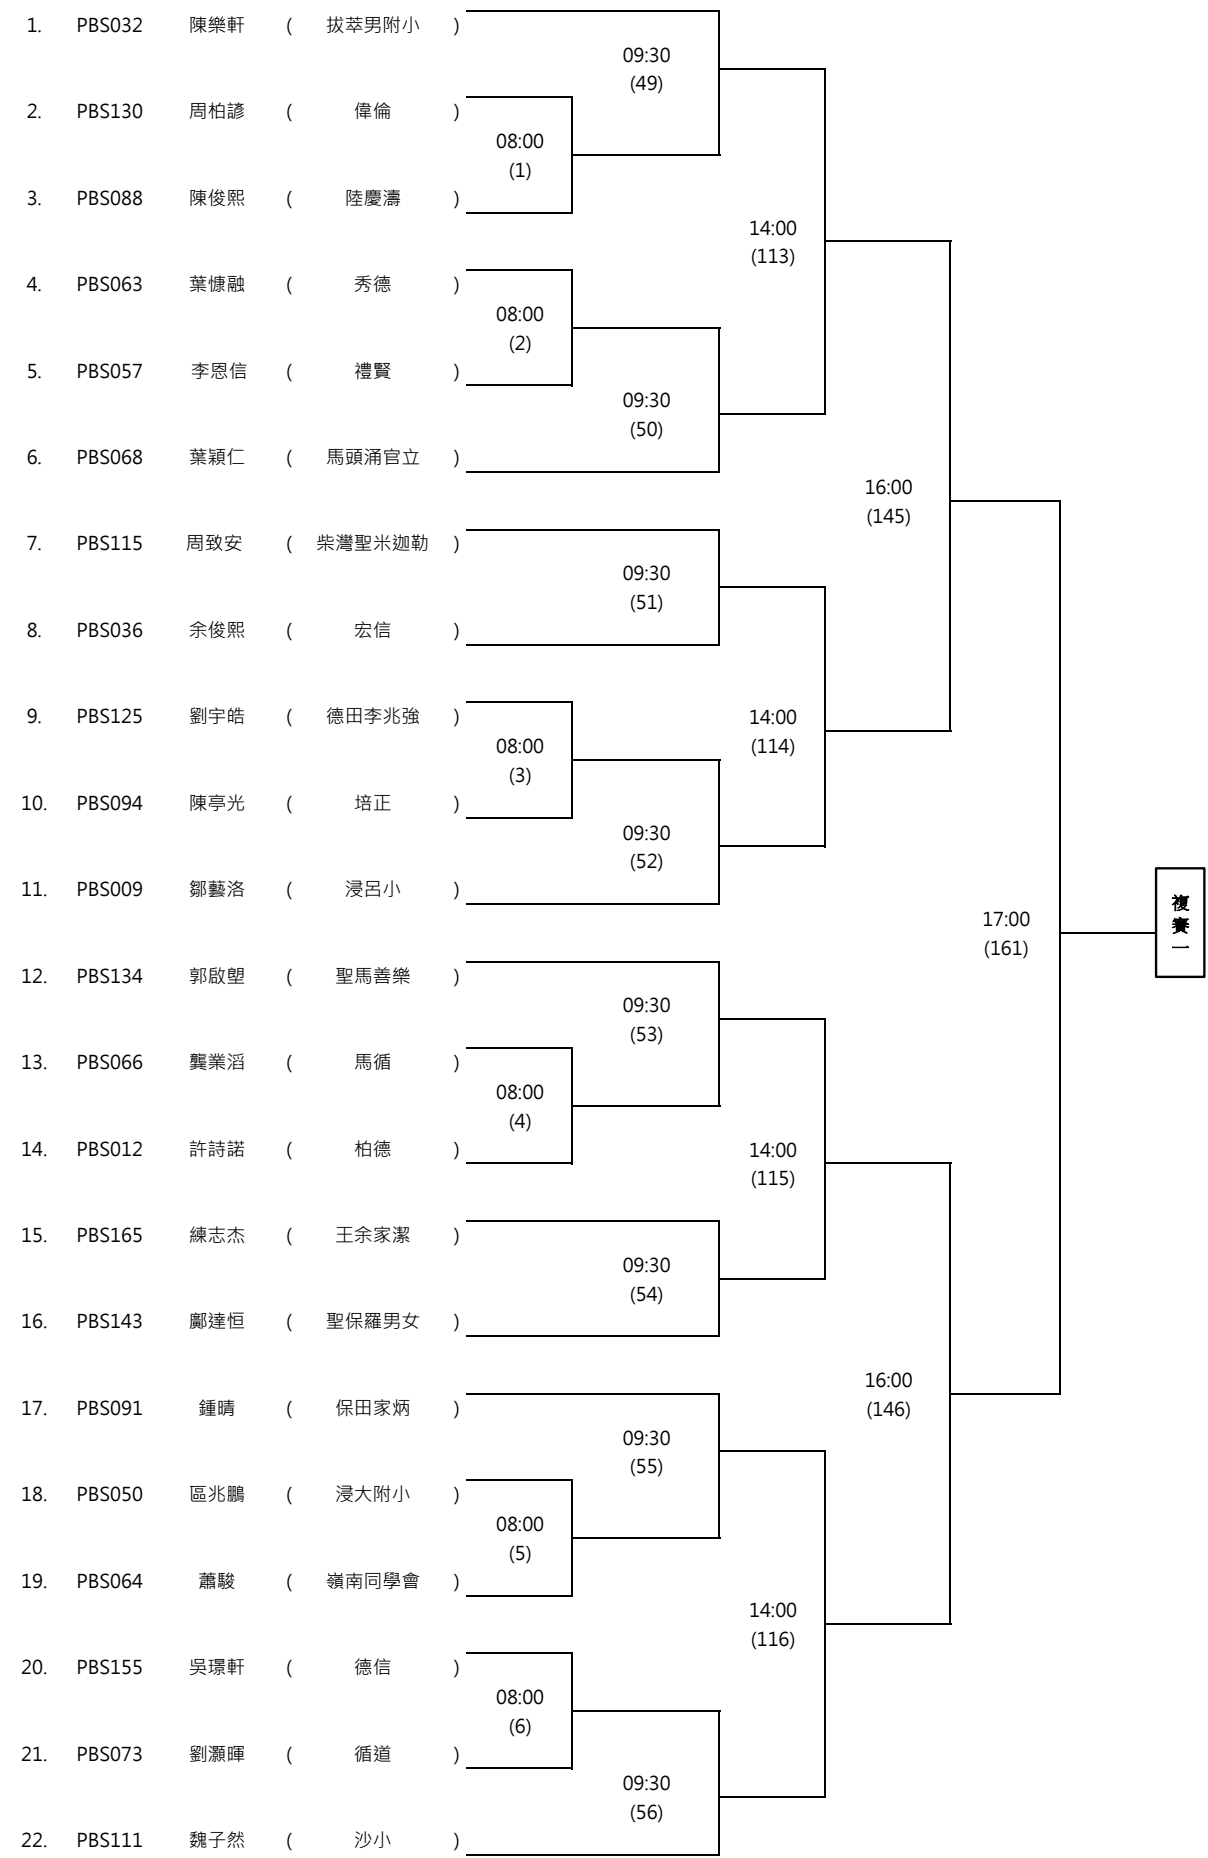 1. PBS032 陳樂軒 ( 拔萃男附小 )
09:30
(49)
2. PBS130 周柏諺 ( 偉倫 )
08:00
(1)
3. PBS088 陳俊熙 ( 陸慶濤 )
14:00
(113)
4. PBS063 葉慷融 ( 秀德 )
08:00
(2)
5. PBS057 李恩信 ( 禮賢 )
09:30
(50)
6. PBS068 葉穎仁 ( 馬頭涌官立 )
16:00
(145)
7. PBS115 周致安 ( 柴灣聖米迦勒 )
09:30
(51)
8. PBS036 余俊熙 ( 宏信 )
9. PBS125 劉宇皓 ( 德田李兆強 )
14:00
(114)
08:00
(3)
10. PBS094 陳亭光 ( 培正 )
09:30
(52)
11. PBS009 鄒藝洛 ( 浸呂小 )
17:00
(161)
複賽一
12. PBS134 郭啟塱 ( 聖馬善樂 )
09:30
(53)
13. PBS066 龔業滔 ( 馬循 )
08:00
(4)
14. PBS012 許詩諾 ( 柏德 )
14:00
(115)
15. PBS165 練志杰 ( 王余家潔 )
09:30
(54)
16. PBS143 鄺達恒 ( 聖保羅男女 )
16:00
(146)
17. PBS091 鍾晴 ( 保田家炳 )
09:30
(55)
18. PBS050 區兆鵬 ( 浸大附小 )
08:00
(5)
19. PBS064 蕭駿 ( 嶺南同學會 )
14:00
(116)
20. PBS155 吳璟軒 ( 德信 )
08:00
(6)
21. PBS073 劉灝暉 ( 循道 )
09:30
(56)
22. PBS111 魏子然 ( 沙小 )